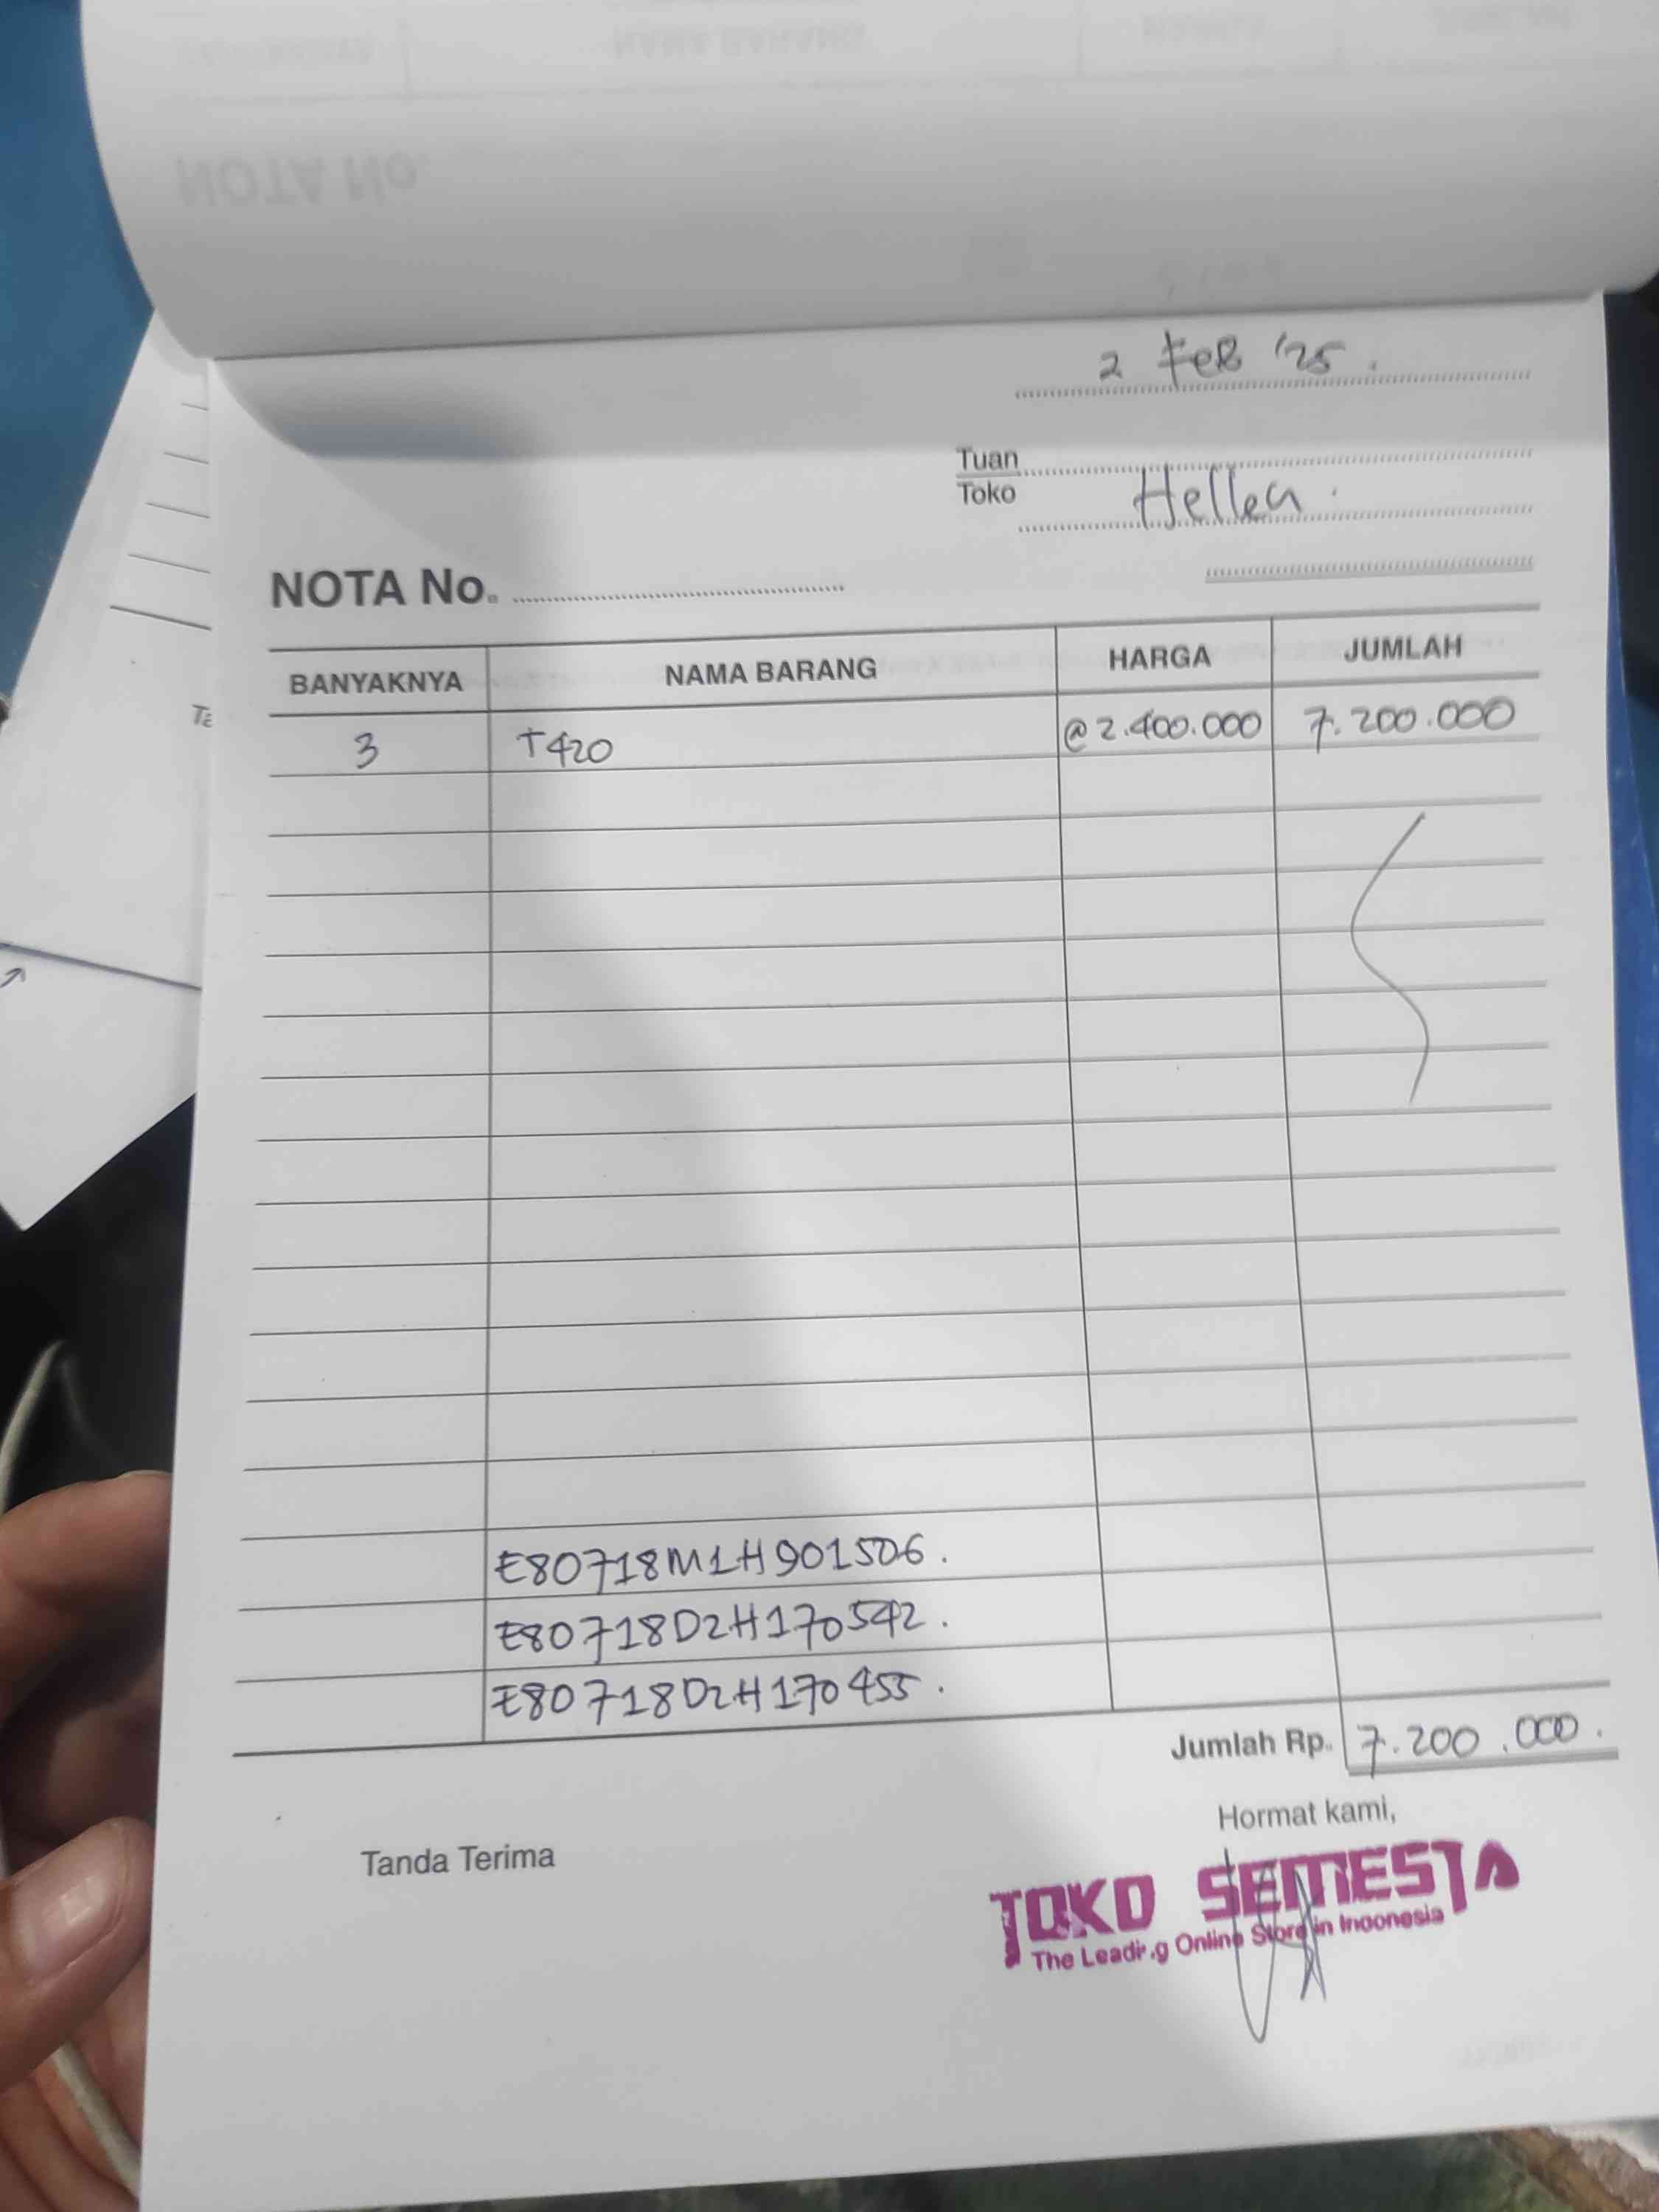 2 FEB '25.
Tuan
Toko
Hellen.
NOTA No.
BANYAKNYA NAMA BARANG HARGA JUMLAH
3 T420 @ 2.400.000 7.200.000
E80718M1H901506.
E80718D2H170542.
E80718D2H170455.
Jumlah Rp. 7.200.000.
Tanda Terima Hormat kami,
TOKO SEMESTA
The Leading Online Store in Indonesia